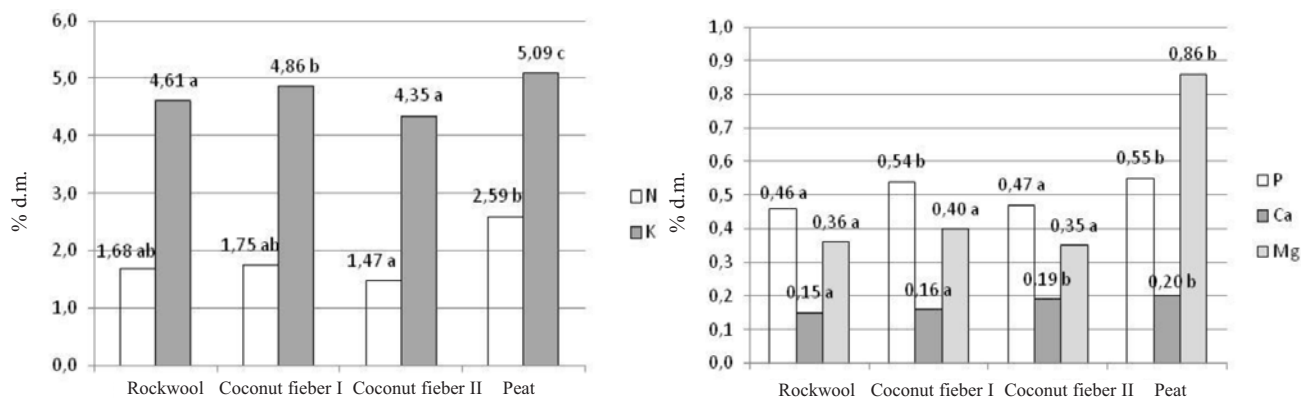 6,0
5,0
4,0
3,0
2,0
1,0
0,0
% d.m.
4,61 a
4,86 b
4,35 a
5,09 c
1,68 ab
1,75 ab
1,47 a
2,59 b
Rockwool Coconut fieber I Coconut fieber II Peat
N
K
1,0
0,9
0,8
0,7
0,6
0,5
0,4
0,3
0,2
0,1
0,0
% d.m.
0,46 a
0,15 a
0,36 a
0,54 b
0,16 a
0,40 a
0,47 a
0,19 b
0,35 a
0,55 b
0,20 b
0,86 b
Rockwool Coconut fieber I Coconut fieber II Peat
P
Ca
Mg